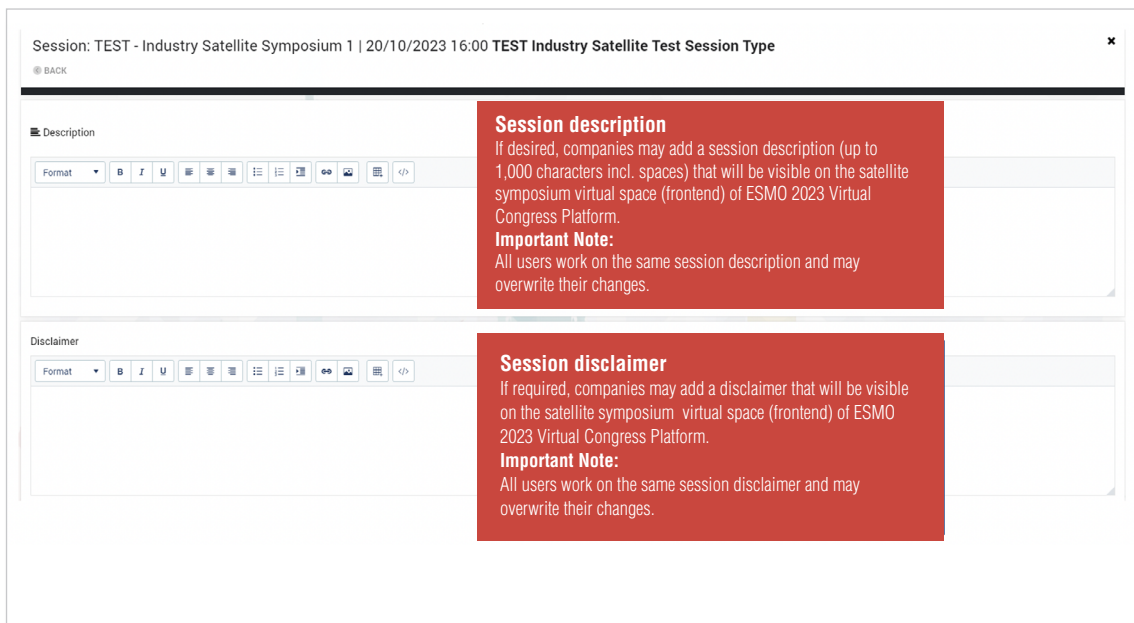 Session: TEST - Industry Satellite Symposium 1 | 20/10/2023 16:00 TEST Industry Satellite Test Session Type
BACK
Description
Format B I U
Session description
If desired, companies may add a session description (up to
1,000 characters incl. spaces) that will be visible on the satellite
symposium virtual space (frontend) of ESMO 2023 Virtual
Congress Platform.
Important Note:
All users work on the same session description and may
overwrite their changes.
Disclaimer
Format B I U
Session disclaimer
If required, companies may add a disclaimer that will be visible
on the satellite symposium virtual space (frontend) of ESMO
2023 Virtual Congress Platform.
Important Note:
All users work on the same session disclaimer and may
overwrite their changes.